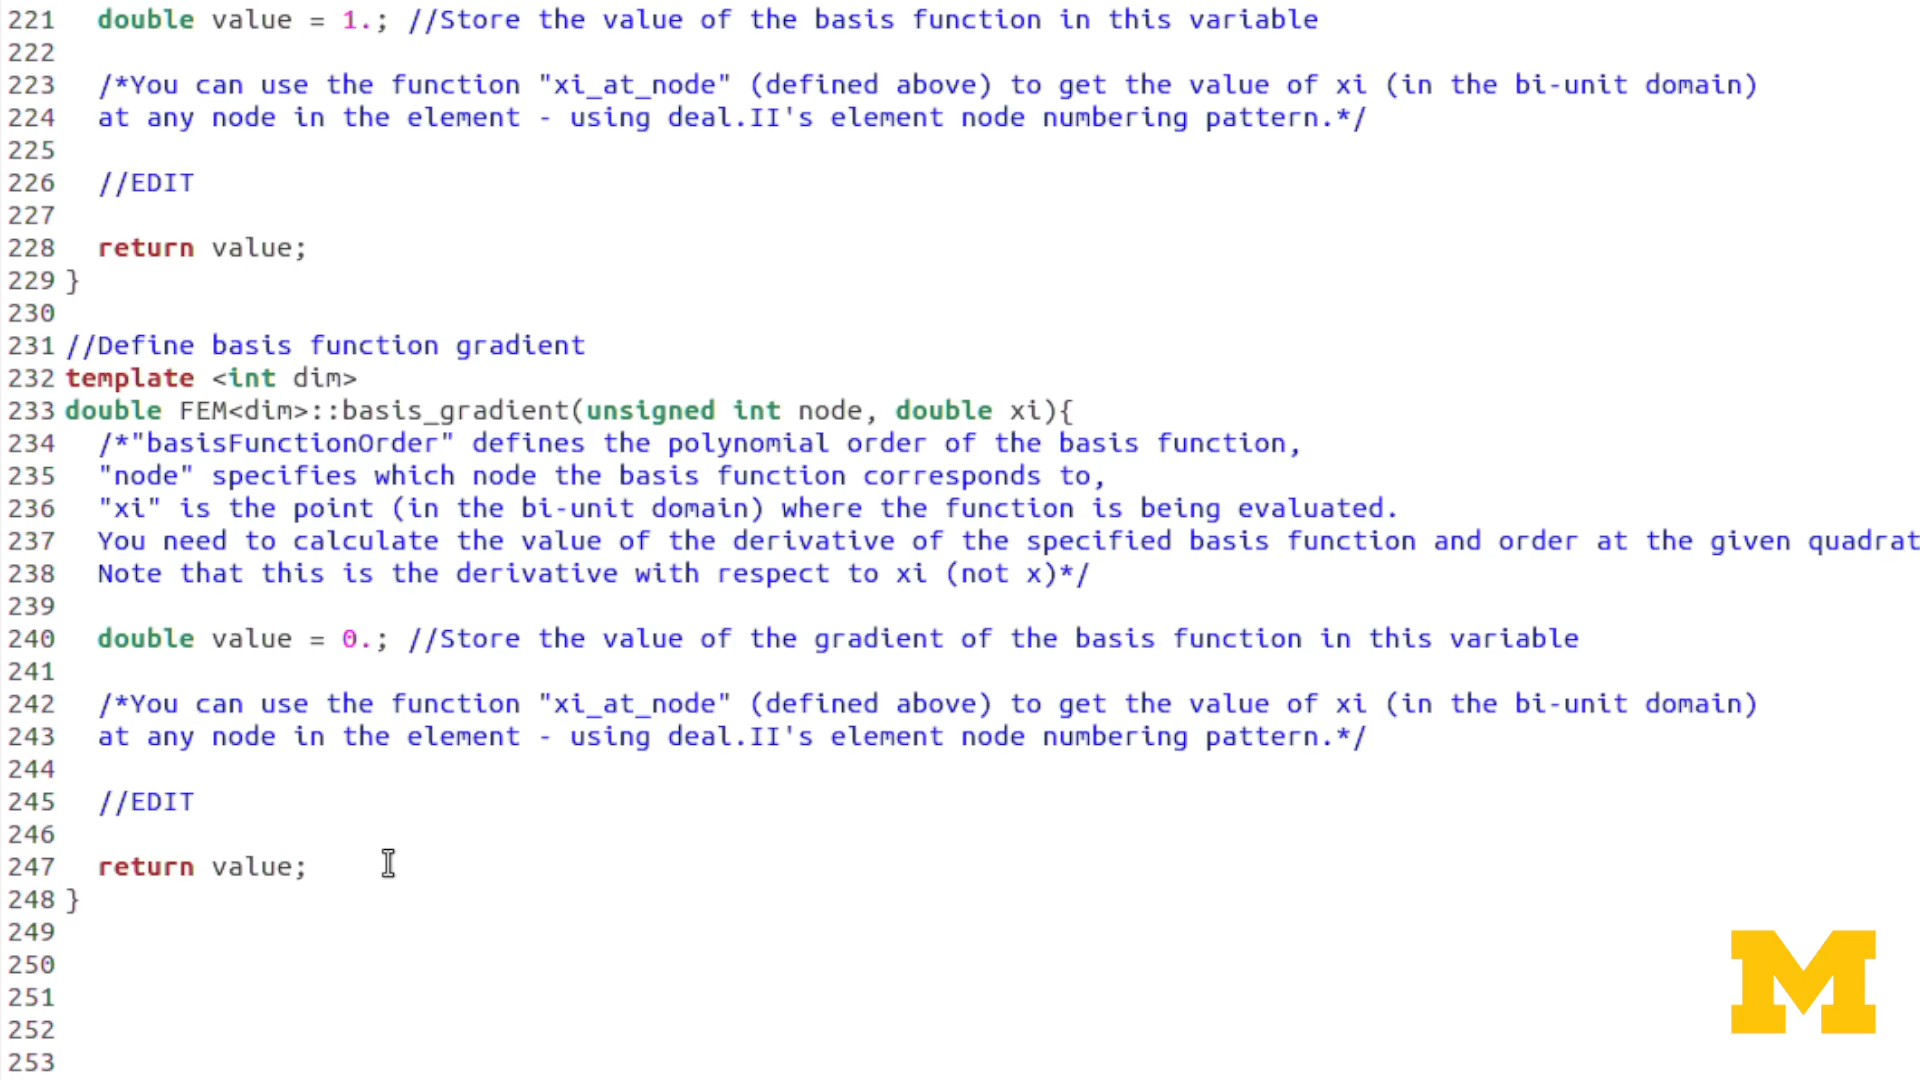 221 double value = 1.; //Store the value of the basis function in this variable
222
223 /*You can use the function "xi_at_node" (defined above) to get the value of xi (in the bi-unit domain)
224 at any node in the element - using deal.II's element node numbering pattern.*/
225
226 //EDIT
227
228 return value;
229 }
230
231 //Define basis function gradient
232 template <int dim>
233 double FEM<dim>::basis_gradient(unsigned int node, double xi){
234 /*"basisFunctionOrder" defines the polynomial order of the basis function,
235 "node" specifies which node the basis function corresponds to,
236 "xi" is the point (in the bi-unit domain) where the function is being evaluated.
237 You need to calculate the value of the derivative of the specified basis function and order at the given quadrat
238 Note that this is the derivative with respect to xi (not x)*/
239
240 double value = 0.; //Store the value of the gradient of the basis function in this variable
241
242 /*You can use the function "xi_at_node" (defined above) to get the value of xi (in the bi-unit domain)
243 at any node in the element - using deal.II's element node numbering pattern.*/
244
245 //EDIT
246
247 return value;
248 }
249
250
251
252
253
M